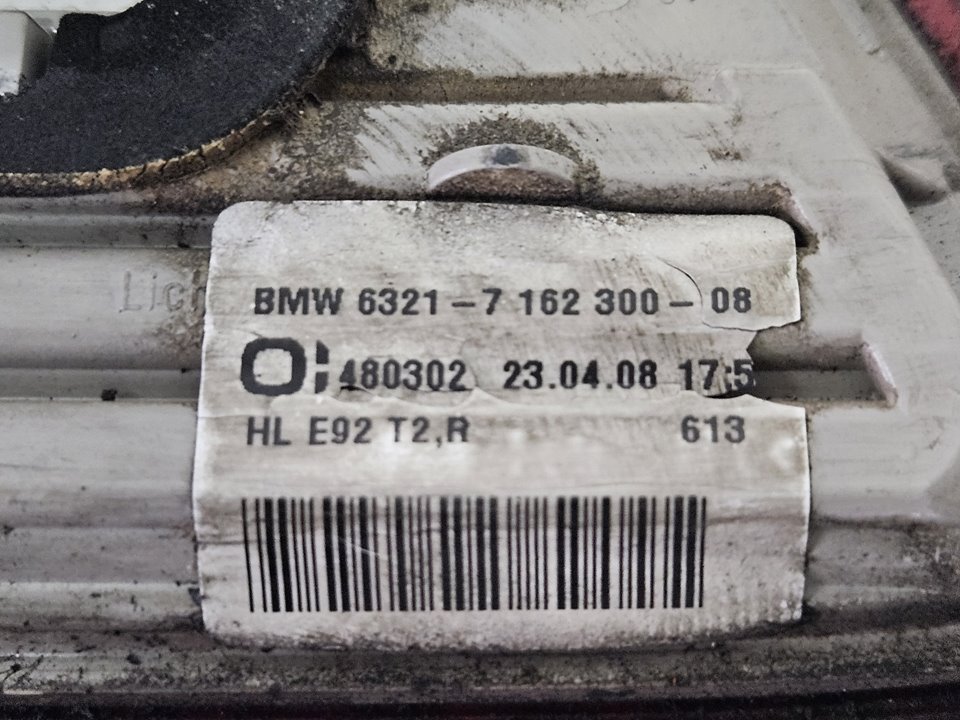 BMW 6321-7 162 300-08
480302 23.04.08 17:5
HL E92 T2,R 613